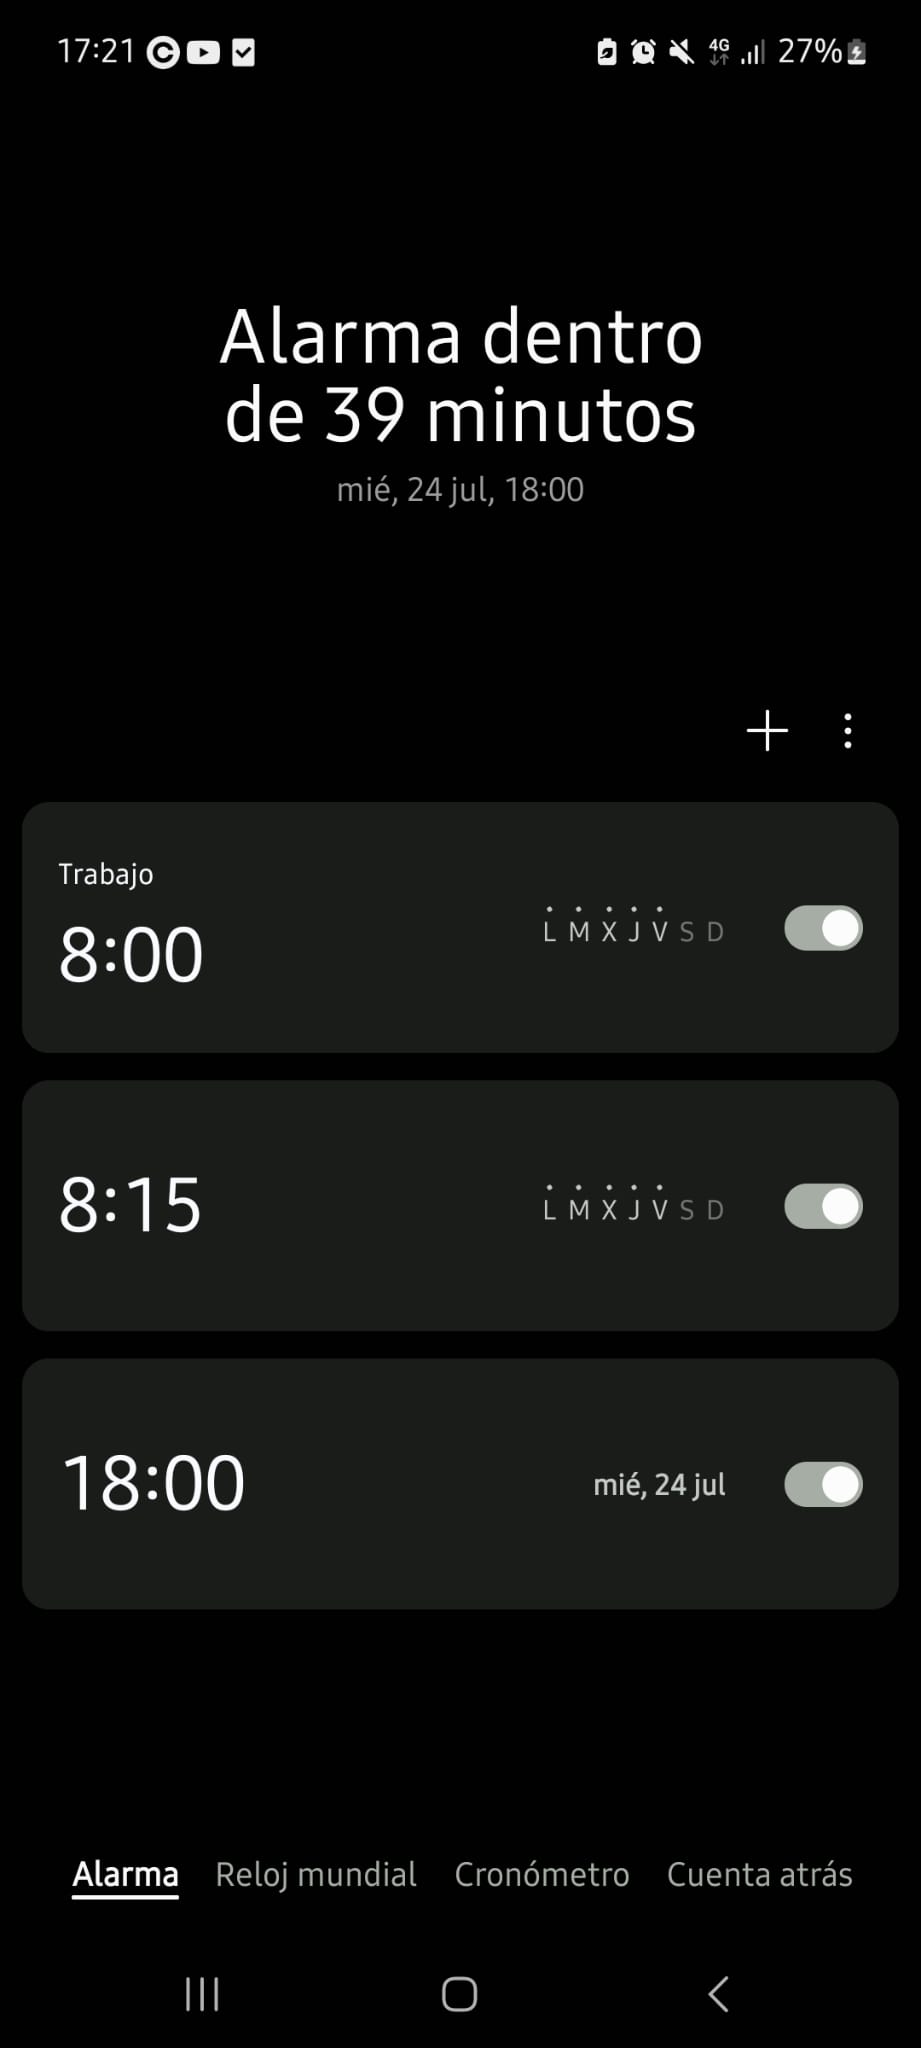 17:21 4G 27%
Alarma dentro
de 39 minutos
mié, 24 jul, 18:00
Trabajo
8:00 L M X J V S D
8:15 L M X J V S D
18:00 mié, 24 jul
Alarma Reloj mundial Cronómetro Cuenta atrás